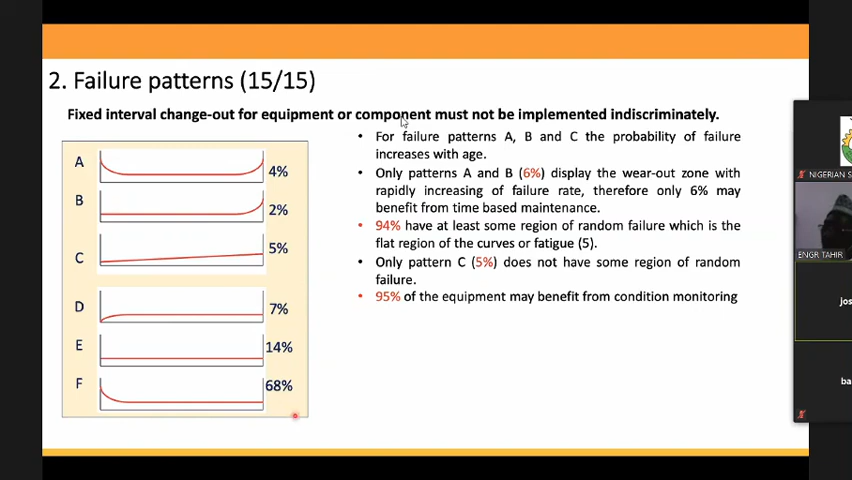 2. Failure patterns (15/15)
Fixed interval change-out for equipment or component must not be implemented indiscriminately.
A
4%
B
2%
C
5%
D
7%
E
14%
F
68%
• For failure patterns A, B and C the probability of failure
increases with age.
• Only patterns A and B (6%) display the wear-out zone with
rapidly increasing of failure rate, therefore only 6% may
benefit from time based maintenance.
• 94% have at least some region of random failure which is the
flat region of the curves or fatigue (5).
• Only pattern C (5%) does not have some region of random
failure.
• 95% of the equipment may benefit from condition monitoring
NIGERIAN S
ENGR TAHIR
jos
ba